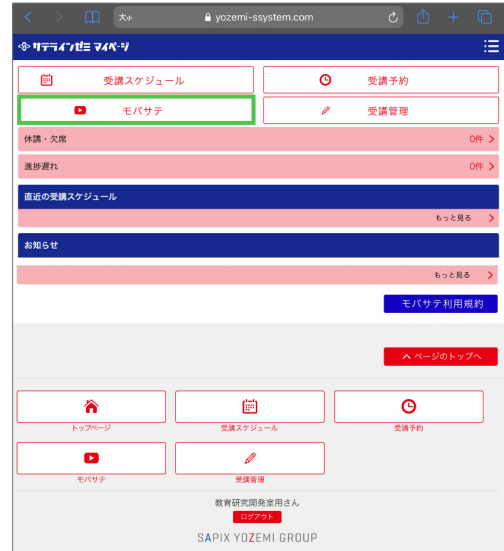 大小 yozemi-ssystem.com
サテラインゼミ マイページ
受講スケジュール 受講予約
モバサテ 受講管理
休講・欠席 0件
進捗遅れ 0件
直近の受講スケジュール
もっと見る
お知らせ
もっと見る
モバサテ利用規約
ページのトップへ
トップページ 受講スケジュール 受講予約
モバサテ 受講管理
教育研究開発室用さん
ログアウト
SAPIX YOZEMI GROUP